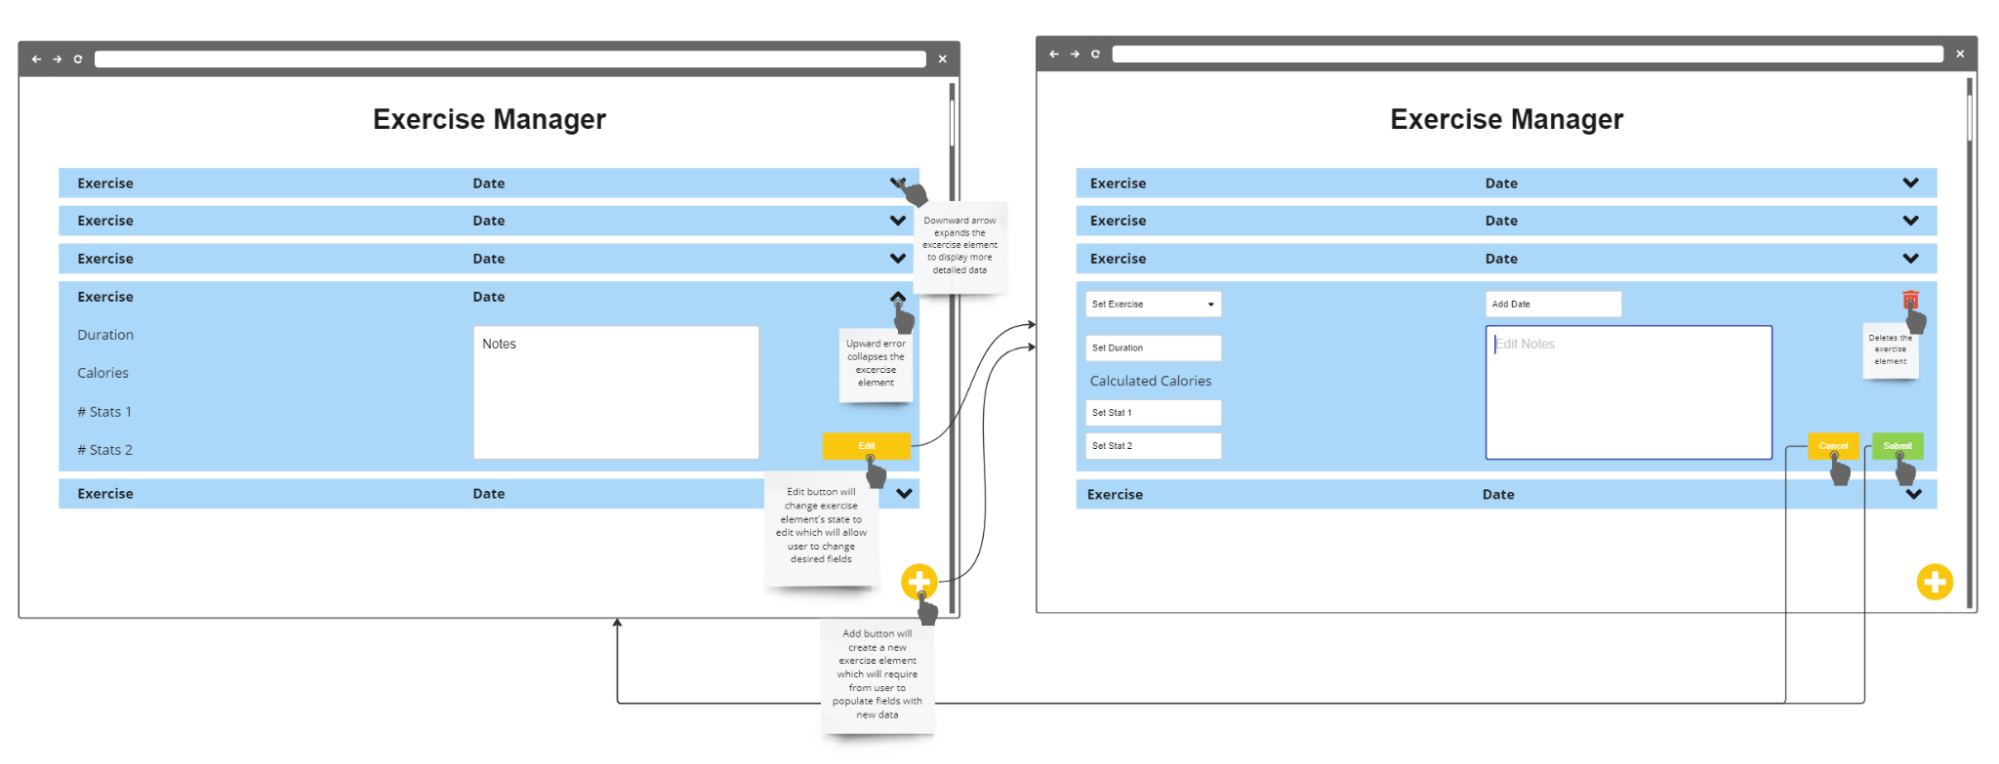 Exercise Manager
Exercise Date
Exercise Date
Exercise Date
Exercise Date
Duration
Calories
# Stats 1
# Stats 2
Notes
Edit
Exercise Date
Downward arrow
expands the
excercise element
to display more
detailed data
Upward error
collapses the
excercise
element
Edit button will
change exercise
element's state to
edit which will allow
user to change
desired fields
Add button will
create a new
exercise element
which will require
from user to
populate fields with
new data
Exercise Manager
Exercise Date
Exercise Date
Exercise Date
Set Exercise
Add Date
Set Duration
Edit Notes
Calculated Calories
Set Stat 1
Set Stat 2
Deletes the
exercise
element
Cancel
Submit
Exercise Date